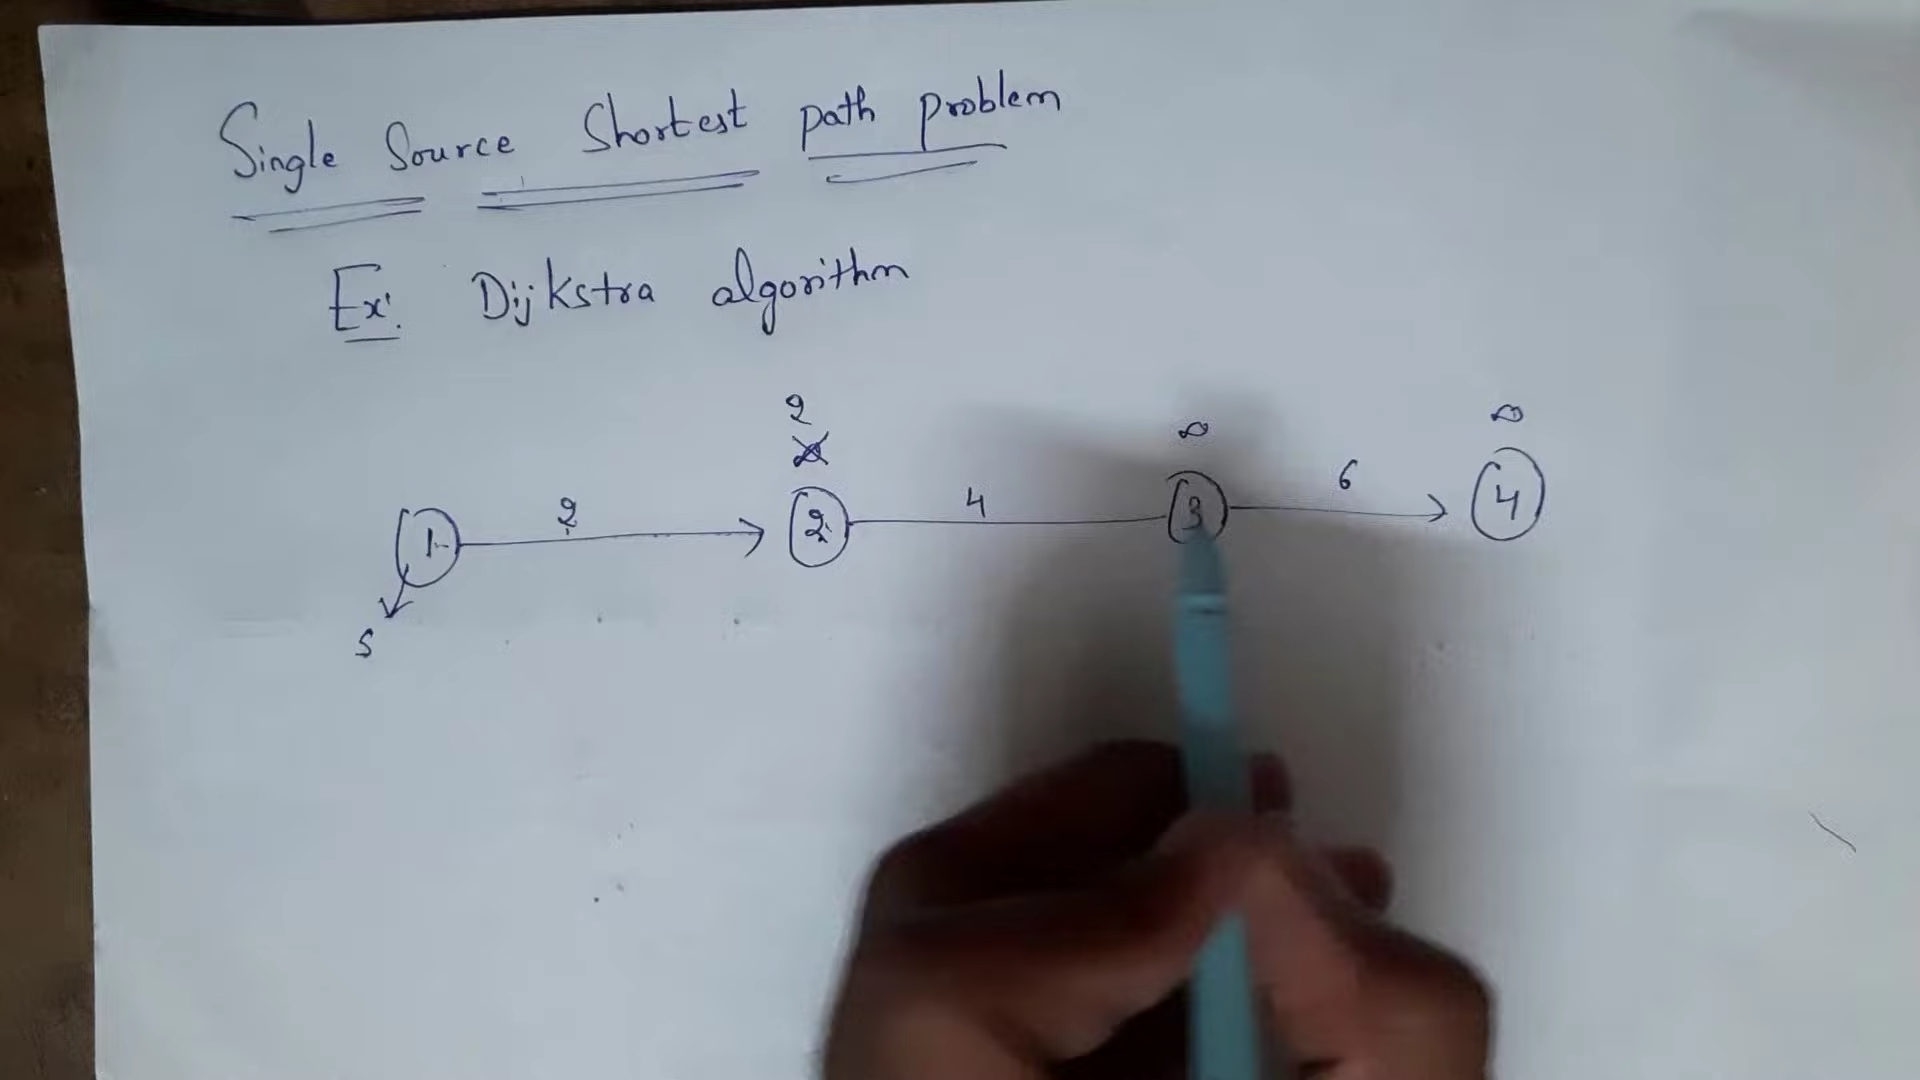 Single Source Shortest path problem
Ex: Dijkstra algorithm
2 ∞ ∞
∞
2 4 6
1 2 3 4
S